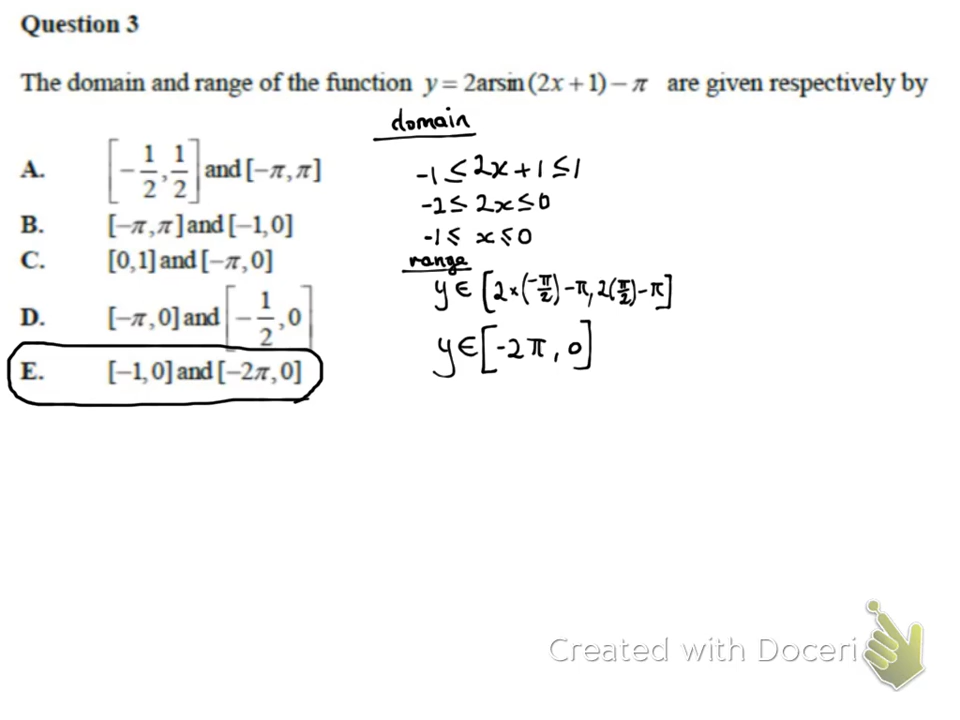 Question 3
The domain and range of the function y = 2arsin(2x + 1) − π are given respectively by
domain
A. [−1/2, 1/2] and [−π, π]
-1 ≤ 2x + 1 ≤ 1
-2 ≤ 2x ≤ 0
B. [−π, π] and [−1, 0]
-1 ≤ x ≤ 0
C. [0, 1] and [−π, 0]
range
y ∈ [2×(-π/2) - π, 2(π/2) - π]
D. [−π, 0] and [−1/2, 0]
y ∈ [-2π, 0]
E. [−1, 0] and [−2π, 0]
Created with Doceri